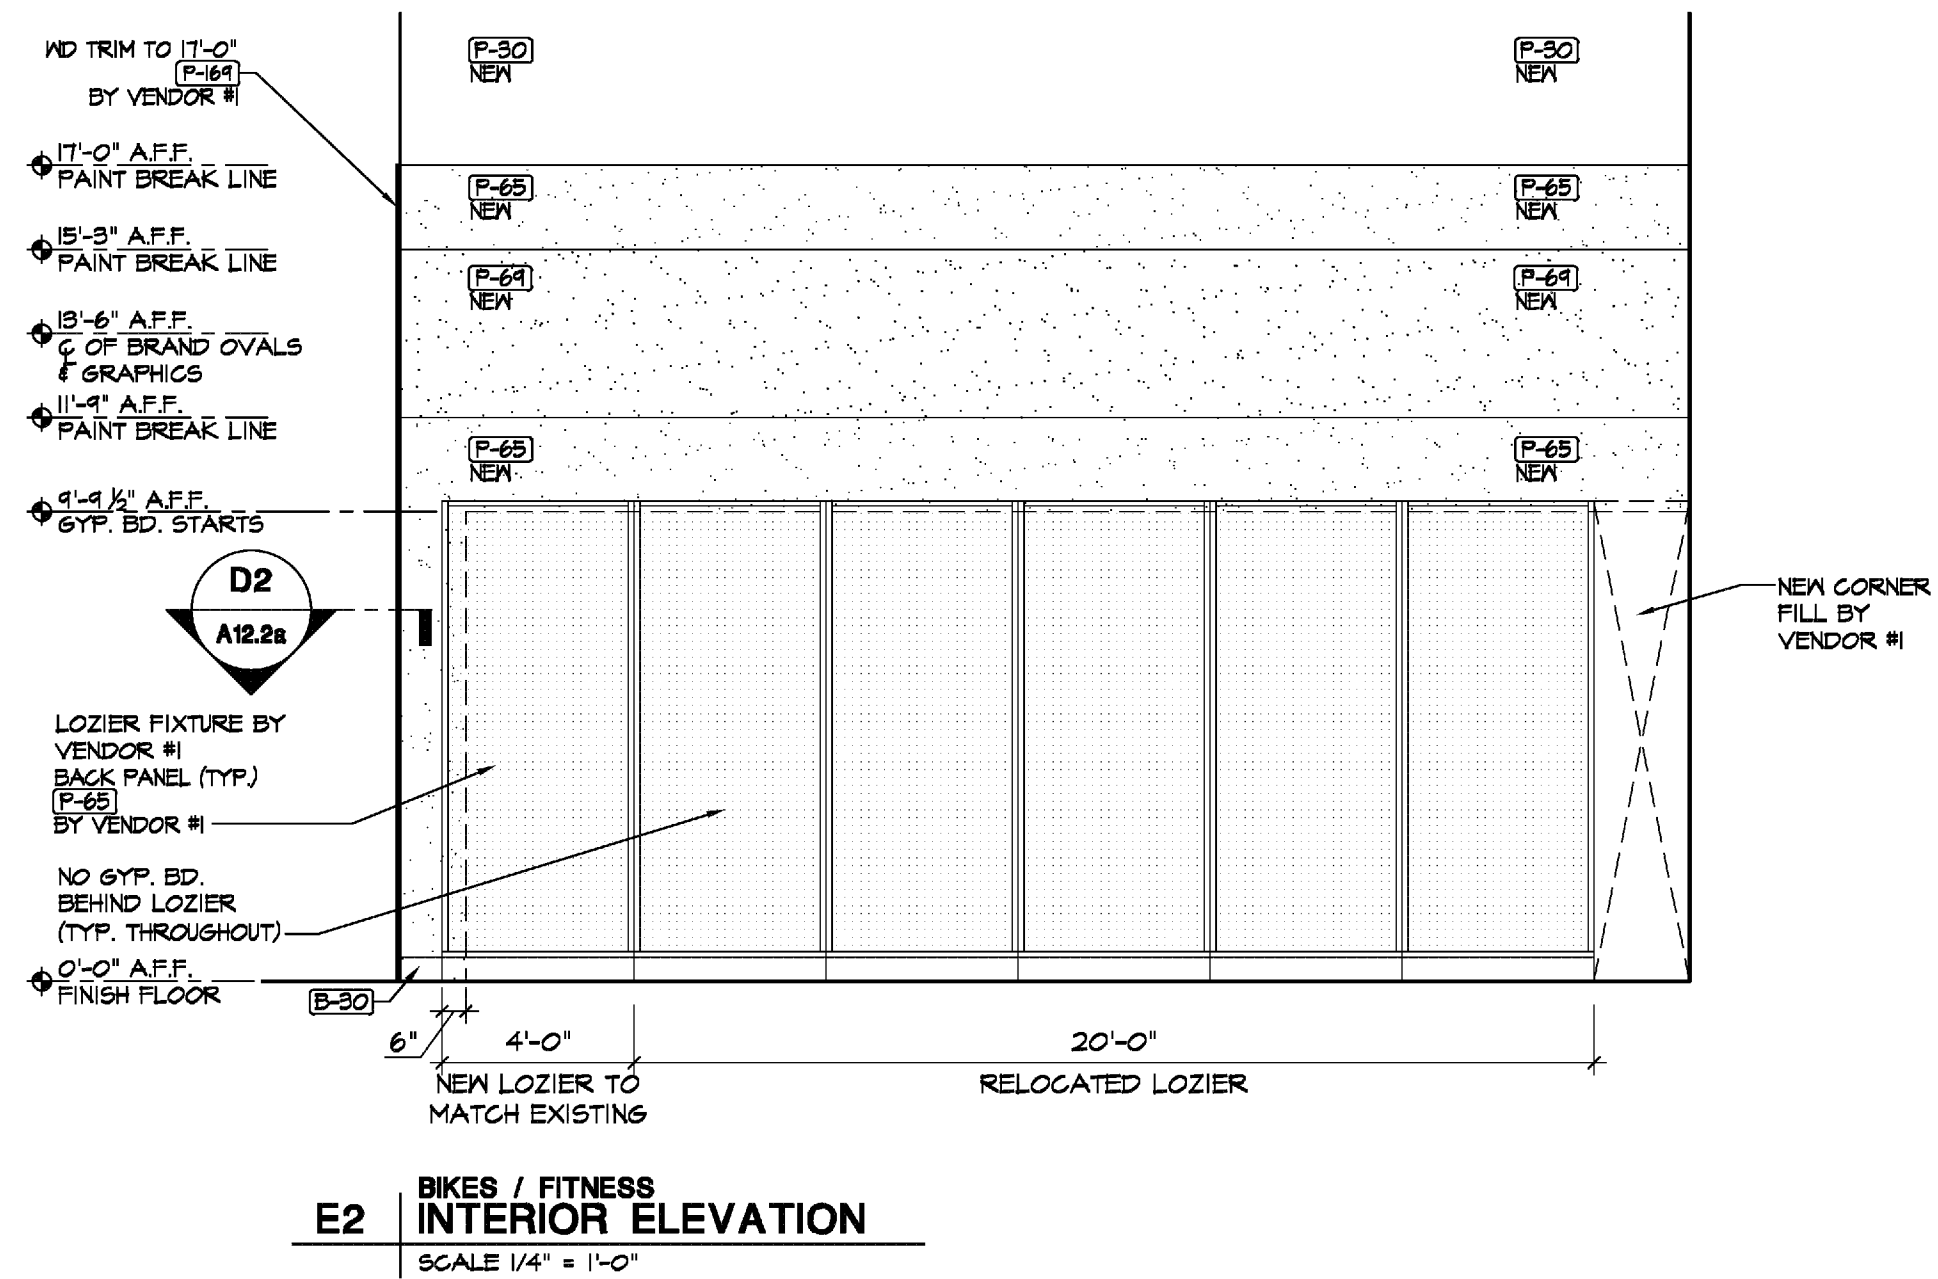 WD TRIM TO 17'-0"
P-169
BY VENDOR #1
P-30
NEW
P-30
NEW
17'-0" A.F.F.
PAINT BREAK LINE
P-65
NEW
P-65
NEW
15'-3" A.F.F.
PAINT BREAK LINE
P-69
NEW
P-69
NEW
13'-6" A.F.F.
℄ OF BRAND OVALS
& GRAPHICS
11'-9" A.F.F.
PAINT BREAK LINE
P-65
NEW
P-65
NEW
9'-9 ½" A.F.F.
GYP. BD. STARTS
D2
A12.2a
NEW CORNER
FILL BY
VENDOR #1
LOZIER FIXTURE BY
VENDOR #1
BACK PANEL (TYP.)
P-65
BY VENDOR #1
NO GYP. BD.
BEHIND LOZIER
(TYP. THROUGHOUT)
0'-0" A.F.F.
FINISH FLOOR
B-30
6"
4'-0"
20'-0"
NEW LOZIER TO
MATCH EXISTING
RELOCATED LOZIER
BIKES / FITNESS
E2 INTERIOR ELEVATION
SCALE 1/4" = 1'-0"